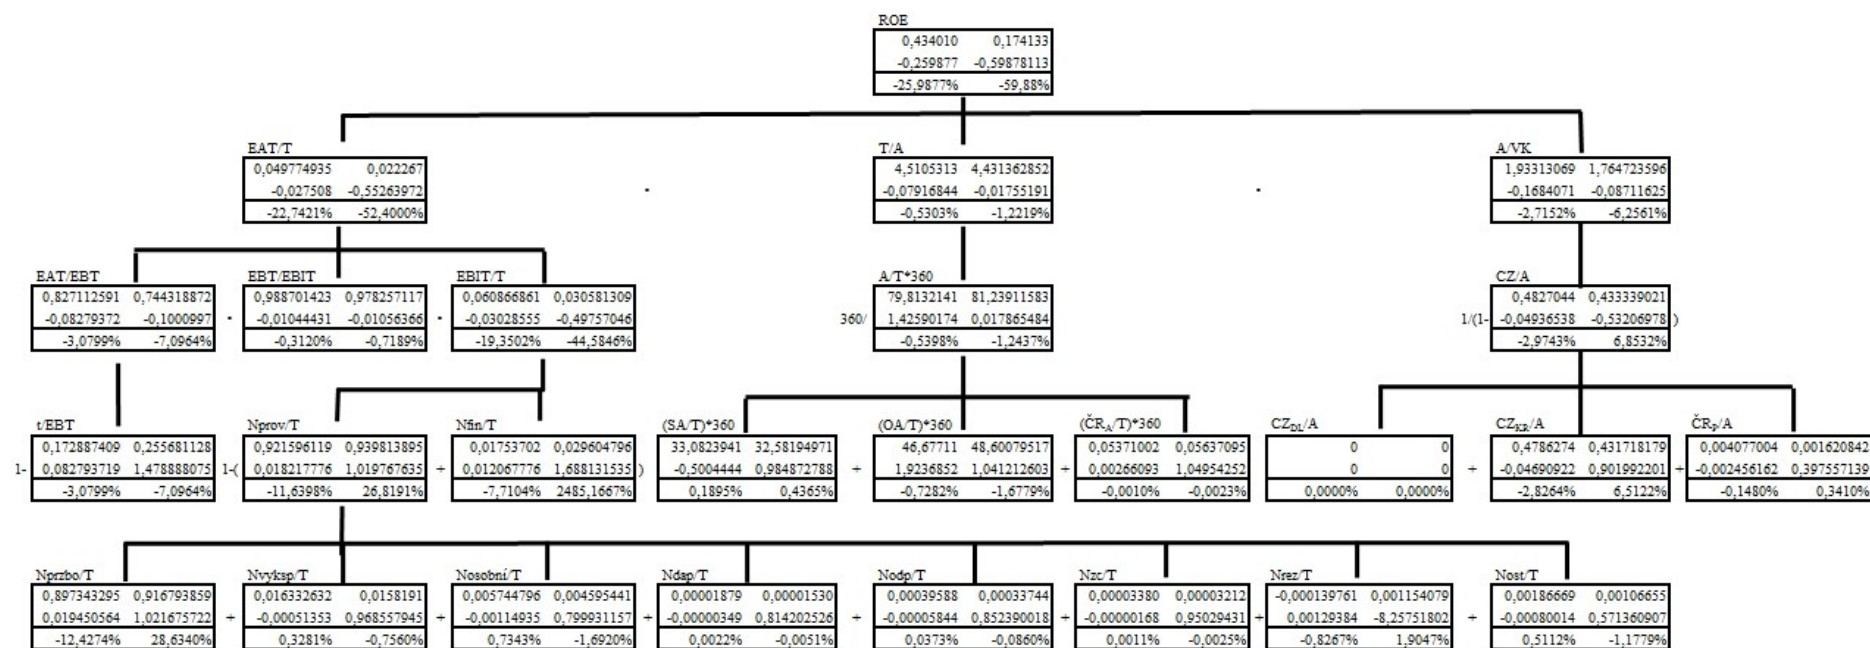 ROE
0,434010 0,174133
-0,259877 -0,59878113
-25,9877% -59,88%
EAT/T T/A A/VK
0,049774935 0,022267 4,5105313 4,431362852 1,93313069 1,764723596
-0,027508 -0,55263972 . -0,07916844 -0,01755191 . -0,1684071 -0,08711625
-22,7421% -52,4000% -0,5303% -1,2219% -2,7152% -6,2561%
EAT/EBT EBT/EBIT EBIT/T A/T*360 CZ/A
0,827112591 0,744318872 0,988701423 0,978257117 0,060866861 0,030581309 79,8132141 81,23911583 0,4827044 0,433339021
-0,08279372 -0,1000997 . -0,01044431 -0,01056366 . -0,03028555 -0,49757046 360/ 1,42590174 0,017865484 1/(1- -0,04936538 -0,53206978 )
-3,0799% -7,0964% -0,3120% -0,7189% -19,3502% -44,5846% -0,5398% -1,2437% -2,9743% 6,8532%
t/EBT Nprov/T Nfin/T (SA/T)*360 (OA/T)*360 (ČRA/T)*360 CZDL/A CZKR/A ČRP/A
0,172887409 0,255681128 0,921596119 0,939813895 0,01753702 0,029604796 33,0823941 32,58194971 46,67711 48,60079517 0,05371002 0,05637095 0 0 0,4786274 0,431718179 0,004077004 0,001620842
1- 0,082793719 1,478888075 1-( 0,018217776 1,019767635 + 0,012067776 1,688131535 ) -0,5004444 0,984872788 + 1,9236852 1,041212603 + 0,00266093 1,04954252 0 0 + -0,04690922 0,901992201 + -0,002456162 0,397557139
-3,0799% -7,0964% -11,6398% 26,8191% -7,7104% 2485,1667% 0,1895% 0,4365% -0,7282% -1,6779% -0,0010% -0,0023% 0,0000% 0,0000% -2,8264% 6,5122% -0,1480% 0,3410%
Nprzbo/T Nvyksp/T Nosobní/T Ndap/T Nodp/T Nzc/T Nrez/T Nost/T
0,897343295 0,916793859 0,016332632 0,0158191 0,005744796 0,004595441 0,00001879 0,00001530 0,00039588 0,00033744 0,00003380 0,00003212 -0,000139761 0,001154079 0,00186669 0,00106655
0,019450564 1,021675722 + -0,00051353 0,968557945 + -0,00114935 0,799931157 + -0,00000349 0,814202526 + -0,00005844 0,852390018 + -0,00000168 0,95029431 + 0,00129384 -8,25751802 + -0,00080014 0,571360907
-12,4274% 28,6340% 0,3281% -0,7560% 0,7343% -1,6920% 0,0022% -0,0051% 0,0373% -0,0860% 0,0011% -0,0025% -0,8267% 1,9047% 0,5112% -1,1779%